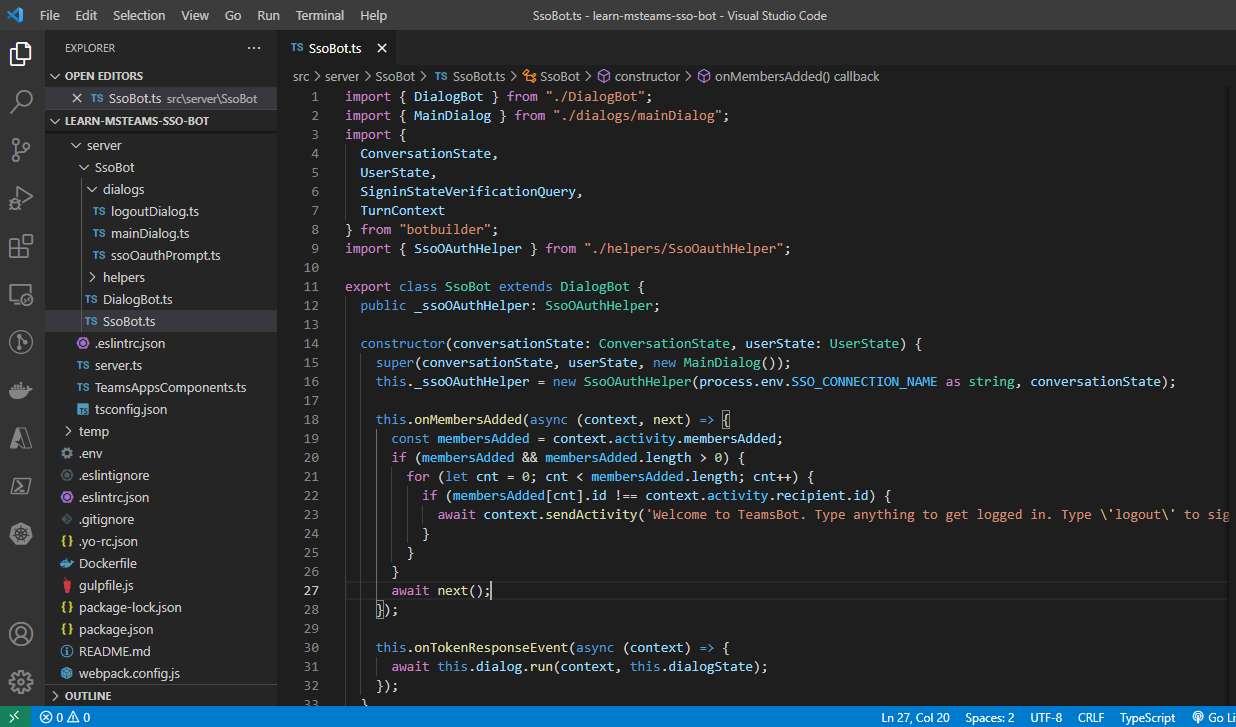 File Edit Selection View Go Run Terminal Help SsoBot.ts - learn-msteams-sso-bot - Visual Studio Code
EXPLORER ···
OPEN EDITORS
TS SsoBot.ts src\server\SsoBot
LEARN-MSTEAMS-SSO-BOT
server
SsoBot
dialogs
TS logoutDialog.ts
TS mainDialog.ts
TS ssoOauthPrompt.ts
helpers
TS DialogBot.ts
TS SsoBot.ts
.eslintrc.json
TS server.ts
TS TeamsAppsComponents.ts
TS tsconfig.json
temp
.env
.eslintignore
.eslintrc.json
.gitignore
{} .yo-rc.json
Dockerfile
gulpfile.js
{} package-lock.json
{} package.json
README.md
webpack.config.js
OUTLINE
TS SsoBot.ts
src > server > SsoBot > TS SsoBot.ts > SsoBot > constructor > onMembersAdded() callback
1 import { DialogBot } from "./DialogBot";
2 import { MainDialog } from "./dialogs/mainDialog";
3 import {
4 ConversationState,
5 UserState,
6 SigninStateVerificationQuery,
7 TurnContext
8 } from "botbuilder";
9 import { SsoOAuthHelper } from "./helpers/SsoOauthHelper";
10
11 export class SsoBot extends DialogBot {
12 public _ssoOAuthHelper: SsoOAuthHelper;
13
14 constructor(conversationState: ConversationState, userState: UserState) {
15 super(conversationState, userState, new MainDialog());
16 this._ssoOAuthHelper = new SsoOAuthHelper(process.env.SSO_CONNECTION_NAME as string, conversationState);
17
18 this.onMembersAdded(async (context, next) => {
19 const membersAdded = context.activity.membersAdded;
20 if (membersAdded && membersAdded.length > 0) {
21 for (let cnt = 0; cnt < membersAdded.length; cnt++) {
22 if (membersAdded[cnt].id !== context.activity.recipient.id) {
23 await context.sendActivity('Welcome to TeamsBot. Type anything to get logged in. Type \'logout\' to sig
24 }
25 }
26 }
27 await next();
28 });
29
30 this.onTokenResponseEvent(async (context) => {
31 await this.dialog.run(context, this.dialogState);
32 });
33 }
0 0 Ln 27, Col 20 Spaces: 2 UTF-8 CRLF TypeScript Go Li